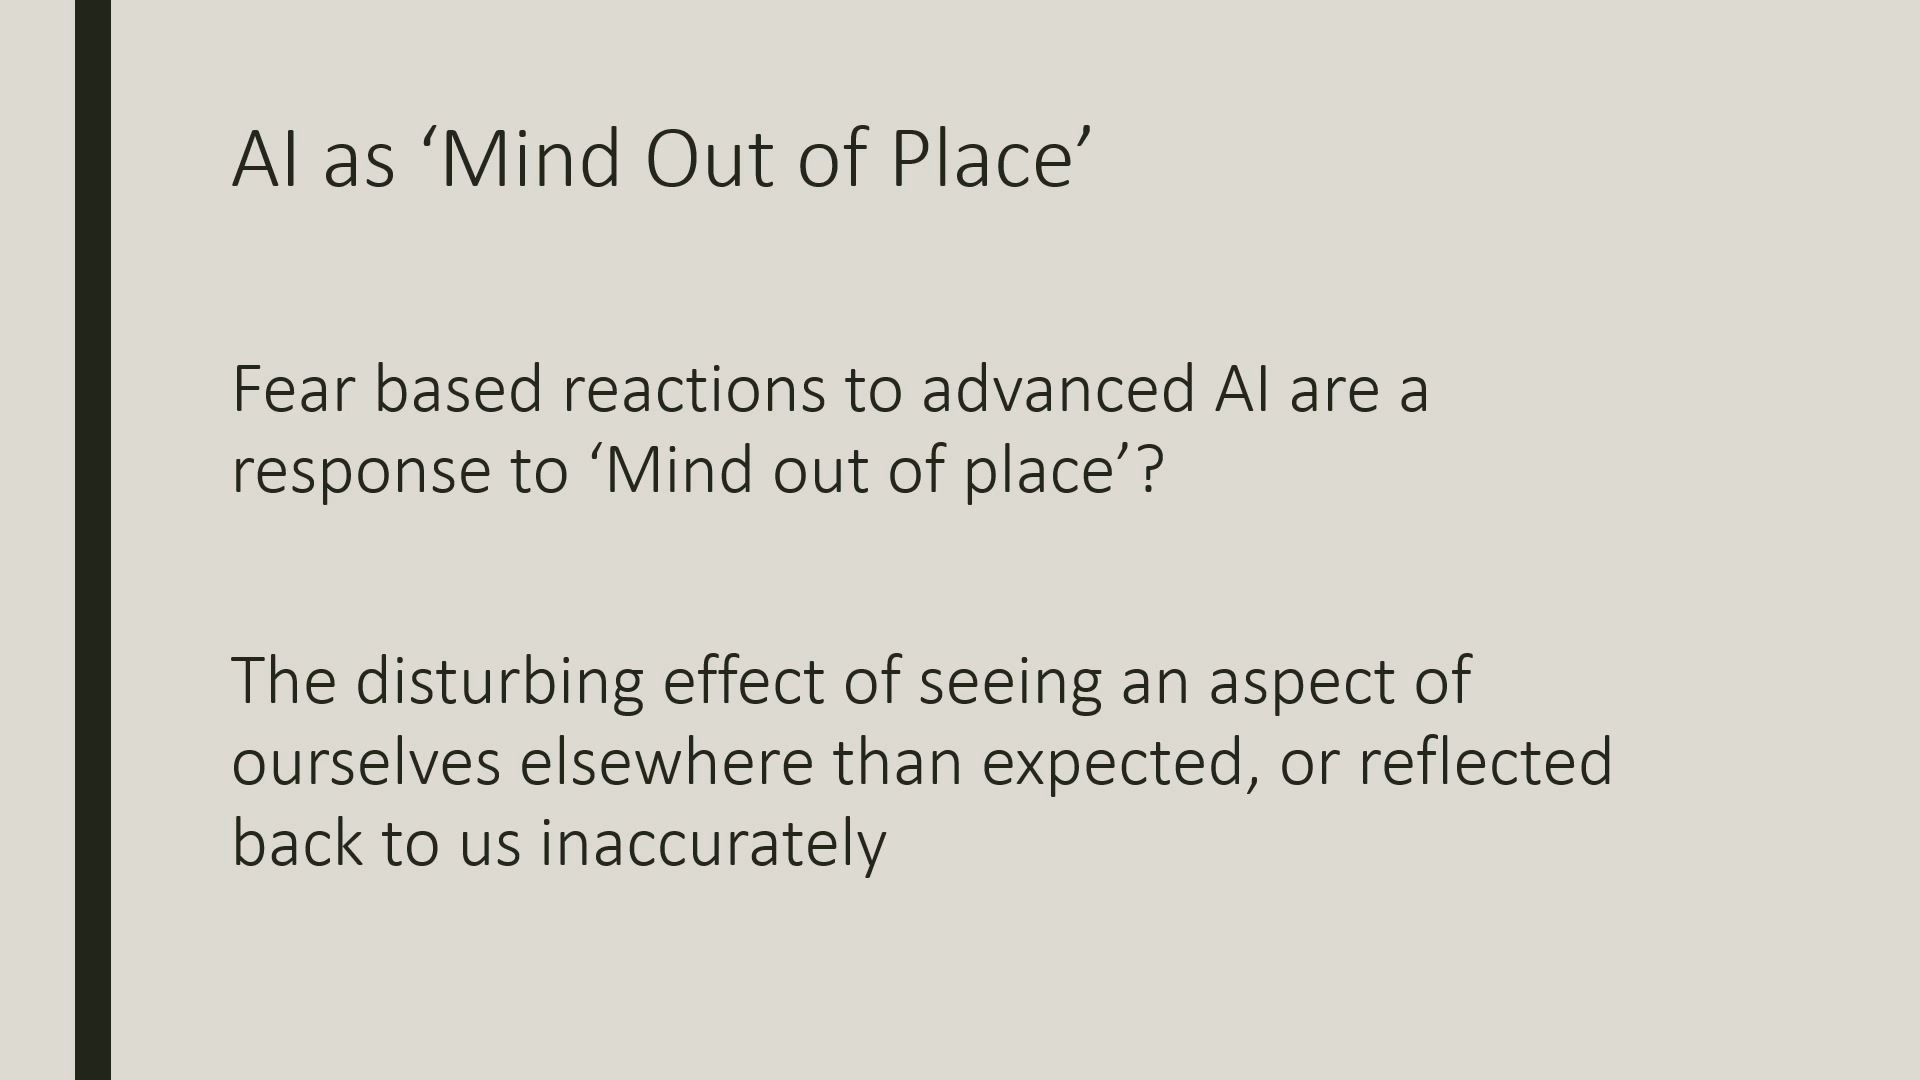 AI as ‘Mind Out of Place’
Fear based reactions to advanced AI are a
response to ‘Mind out of place’?
The disturbing effect of seeing an aspect of
ourselves elsewhere than expected, or reflected
back to us inaccurately